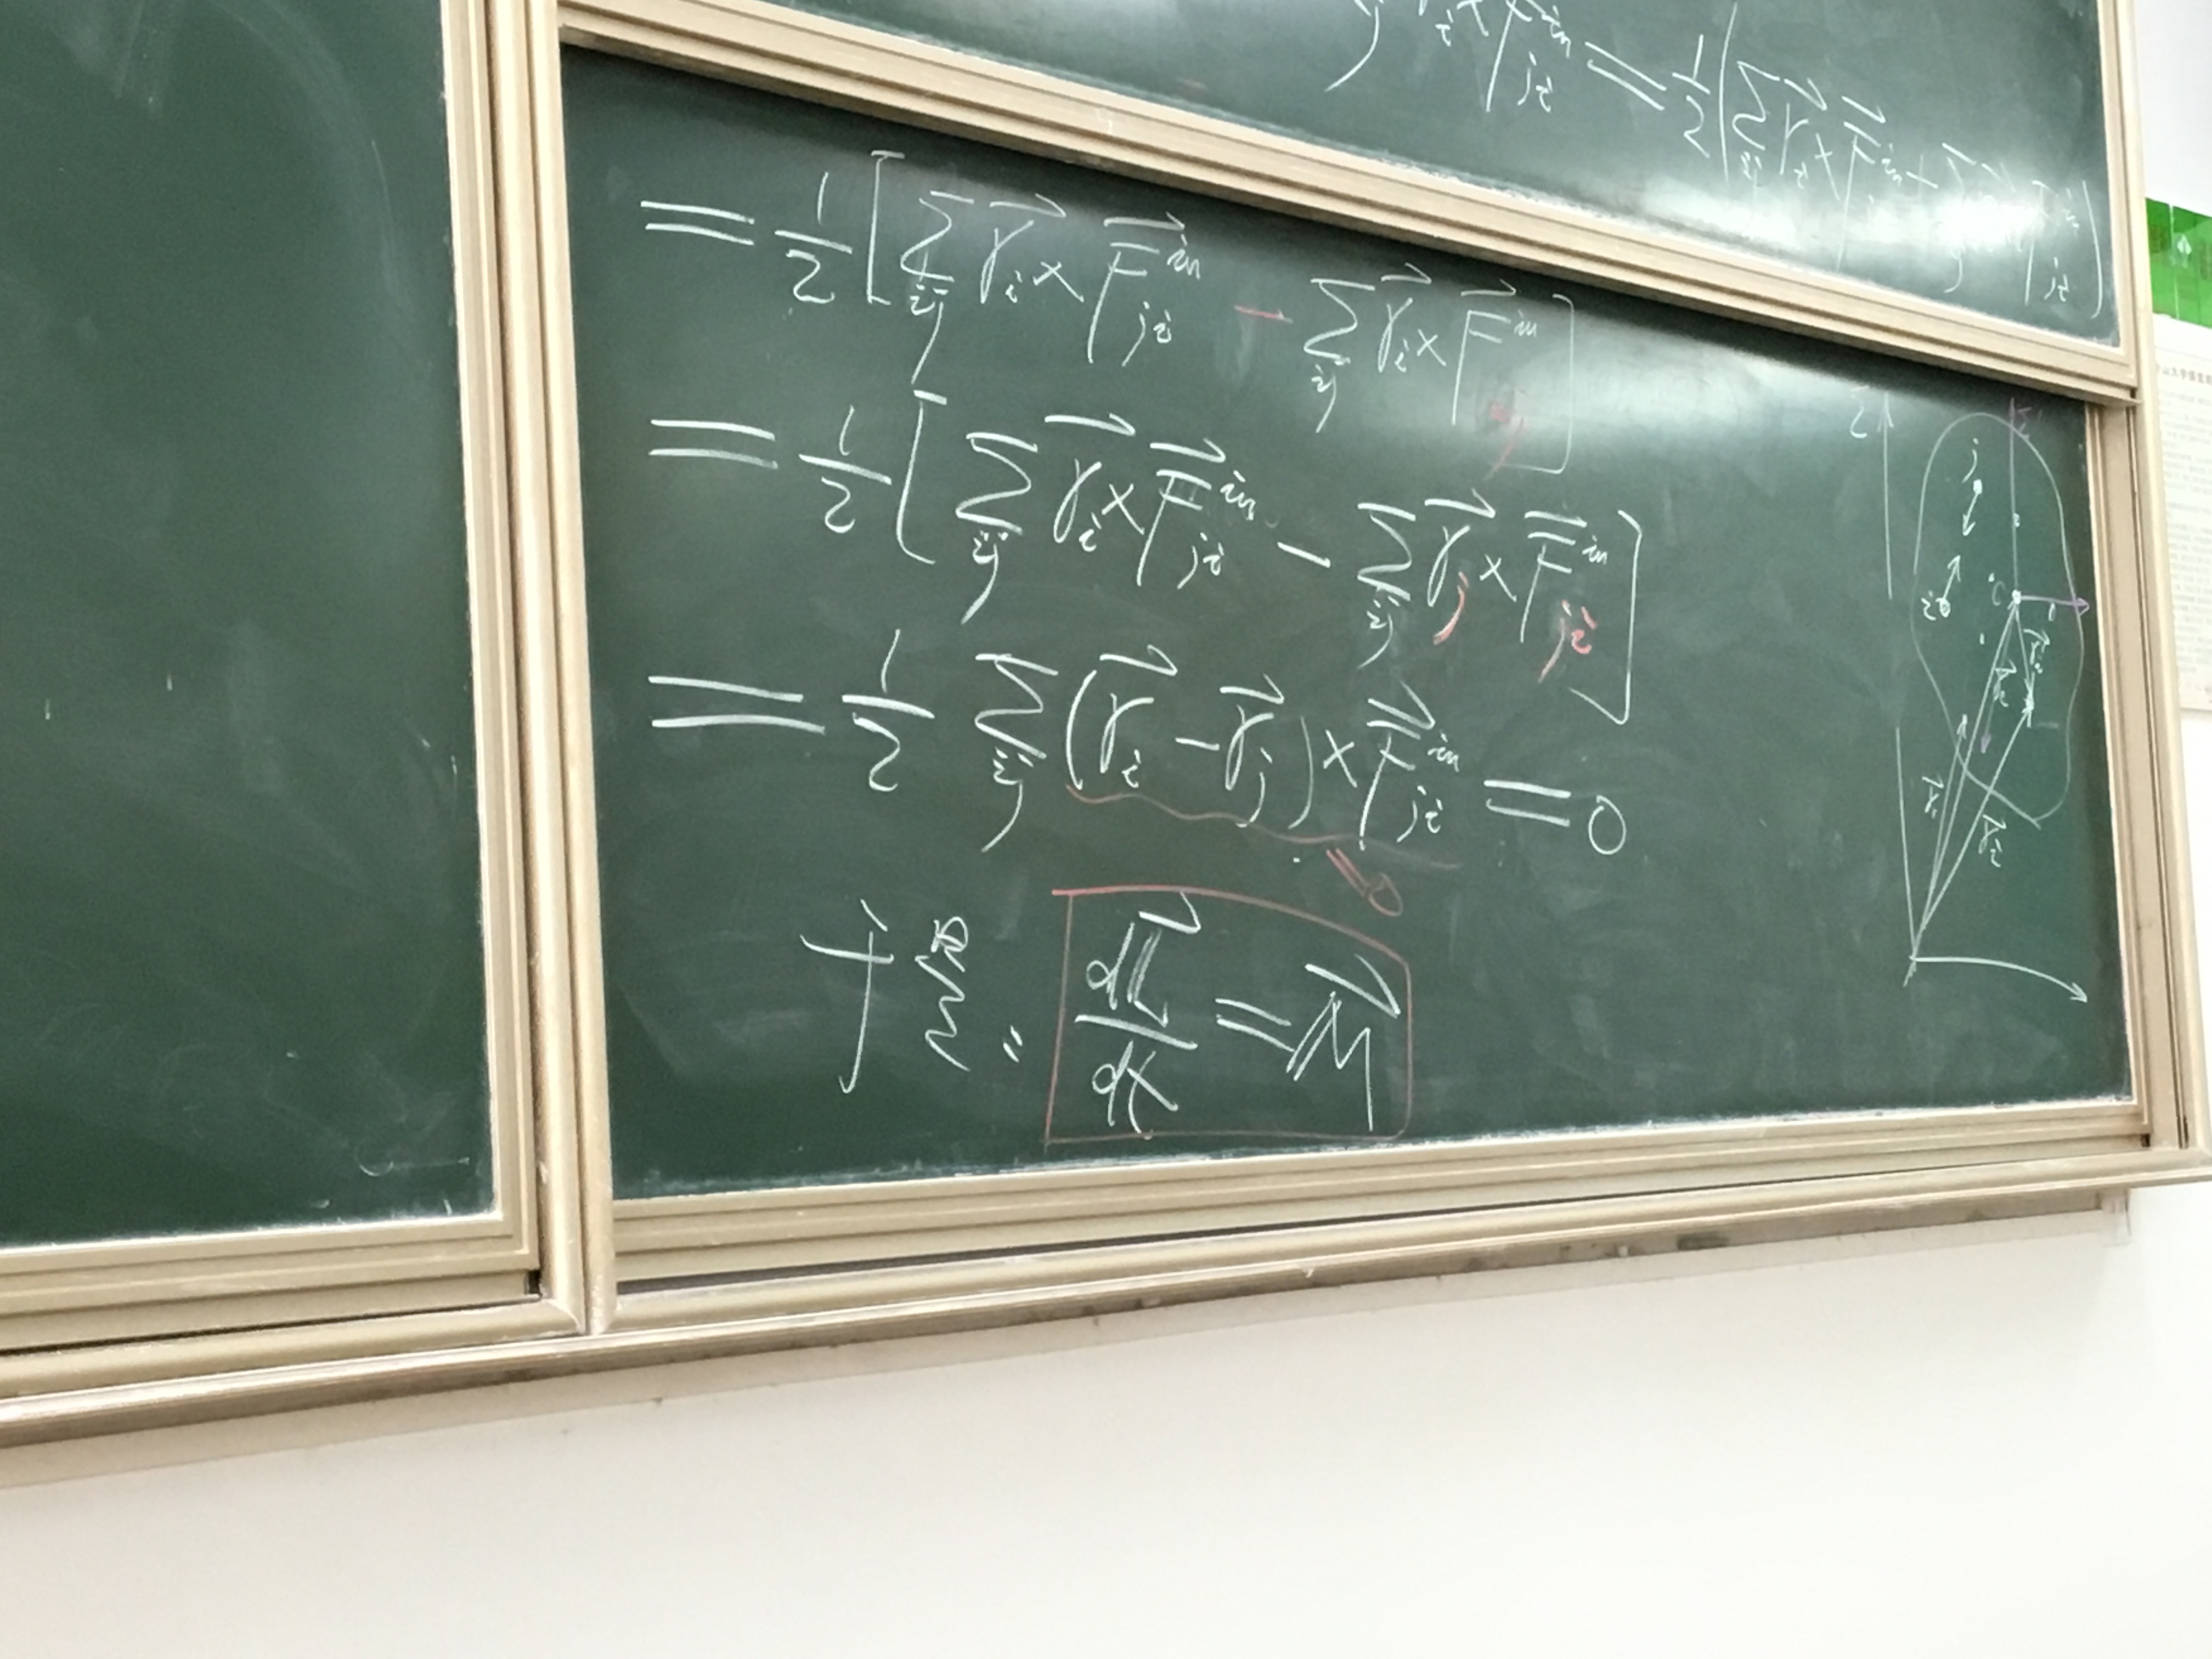 $\sum_{ij} \vec{r}_i \times \vec{F}^{in}_{ji} = \frac{1}{2}\left(\sum_{ij} \vec{r}_i \times \vec{F}^{in}_{ji} + \sum_{ij} \vec{r}_i \times \vec{F}^{in}_{ji}\right)$
$= \frac{1}{2}\left[\sum_{ij} \vec{r}_i \times \vec{F}^{in}_{ji} - \sum_{ij} \vec{r}_i \times \vec{F}^{in}_{ij}\right]$
$= \frac{1}{2}\left[\sum_{ij} \vec{r}_i \times \vec{F}^{in}_{ji} - \sum_{ij} \vec{r}_j \times \vec{F}^{in}_{ji}\right]$
$= \frac{1}{2} \sum_{ij} (\vec{r}_i - \vec{r}_j) \times \vec{F}^{in}_{ji} = 0$
= 0
于是: $\frac{d\vec{L}}{dt} = \vec{M}$
z
j
i
C
$\vec{r}_c$
$\vec{r}_i$